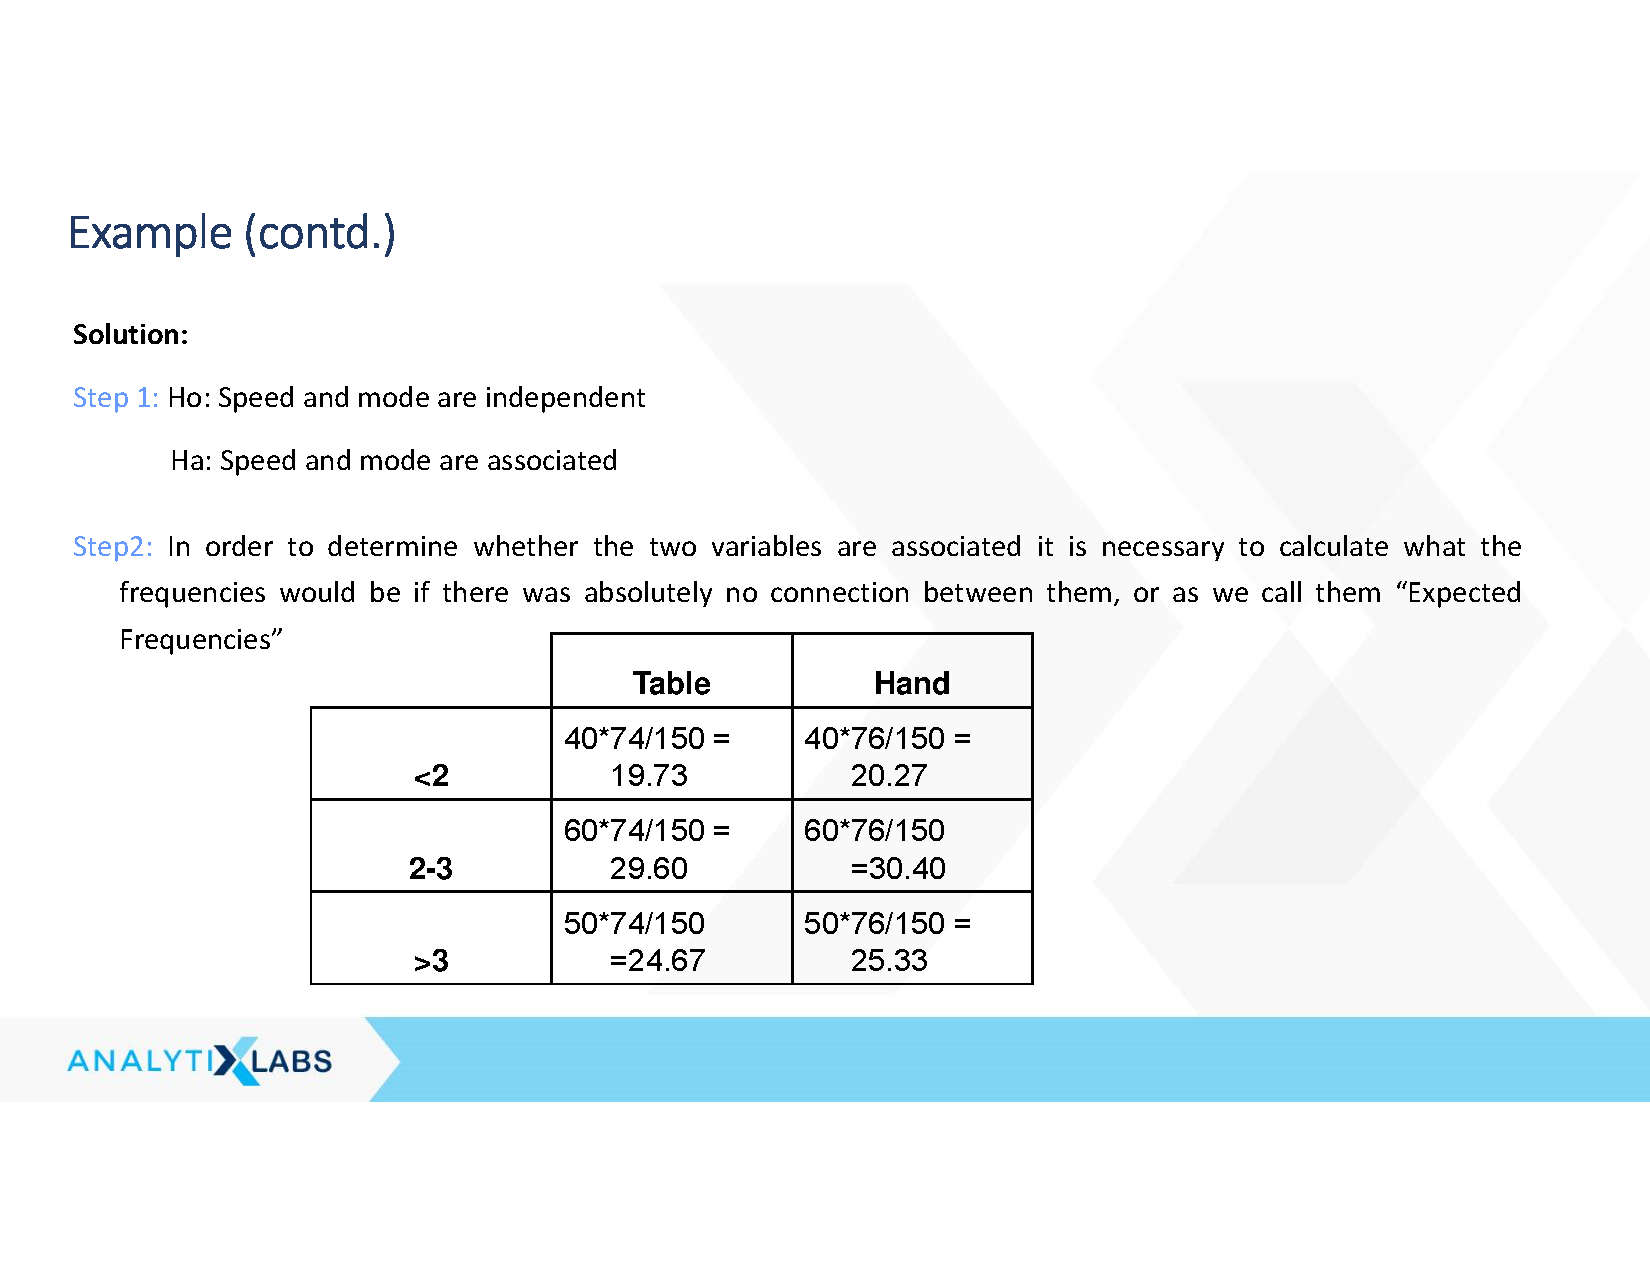 Example (contd.)
Solution:
Step 1: Ho: Speed and mode are independent
Ha: Speed and mode are associated
Step2: In order to determine whether the two variables are associated it is necessary to calculate what the
frequencies would be if there was absolutely no connection between them, or as we call them “Expected
Frequencies”
Table Hand
40*74/150 = 40*76/150 =
<2 19.73 20.27
60*74/150 = 60*76/150
2-3 29.60 =30.40
50*74/150 50*76/150 =
>3 =24.67 25.33
ANALYTIXLABS